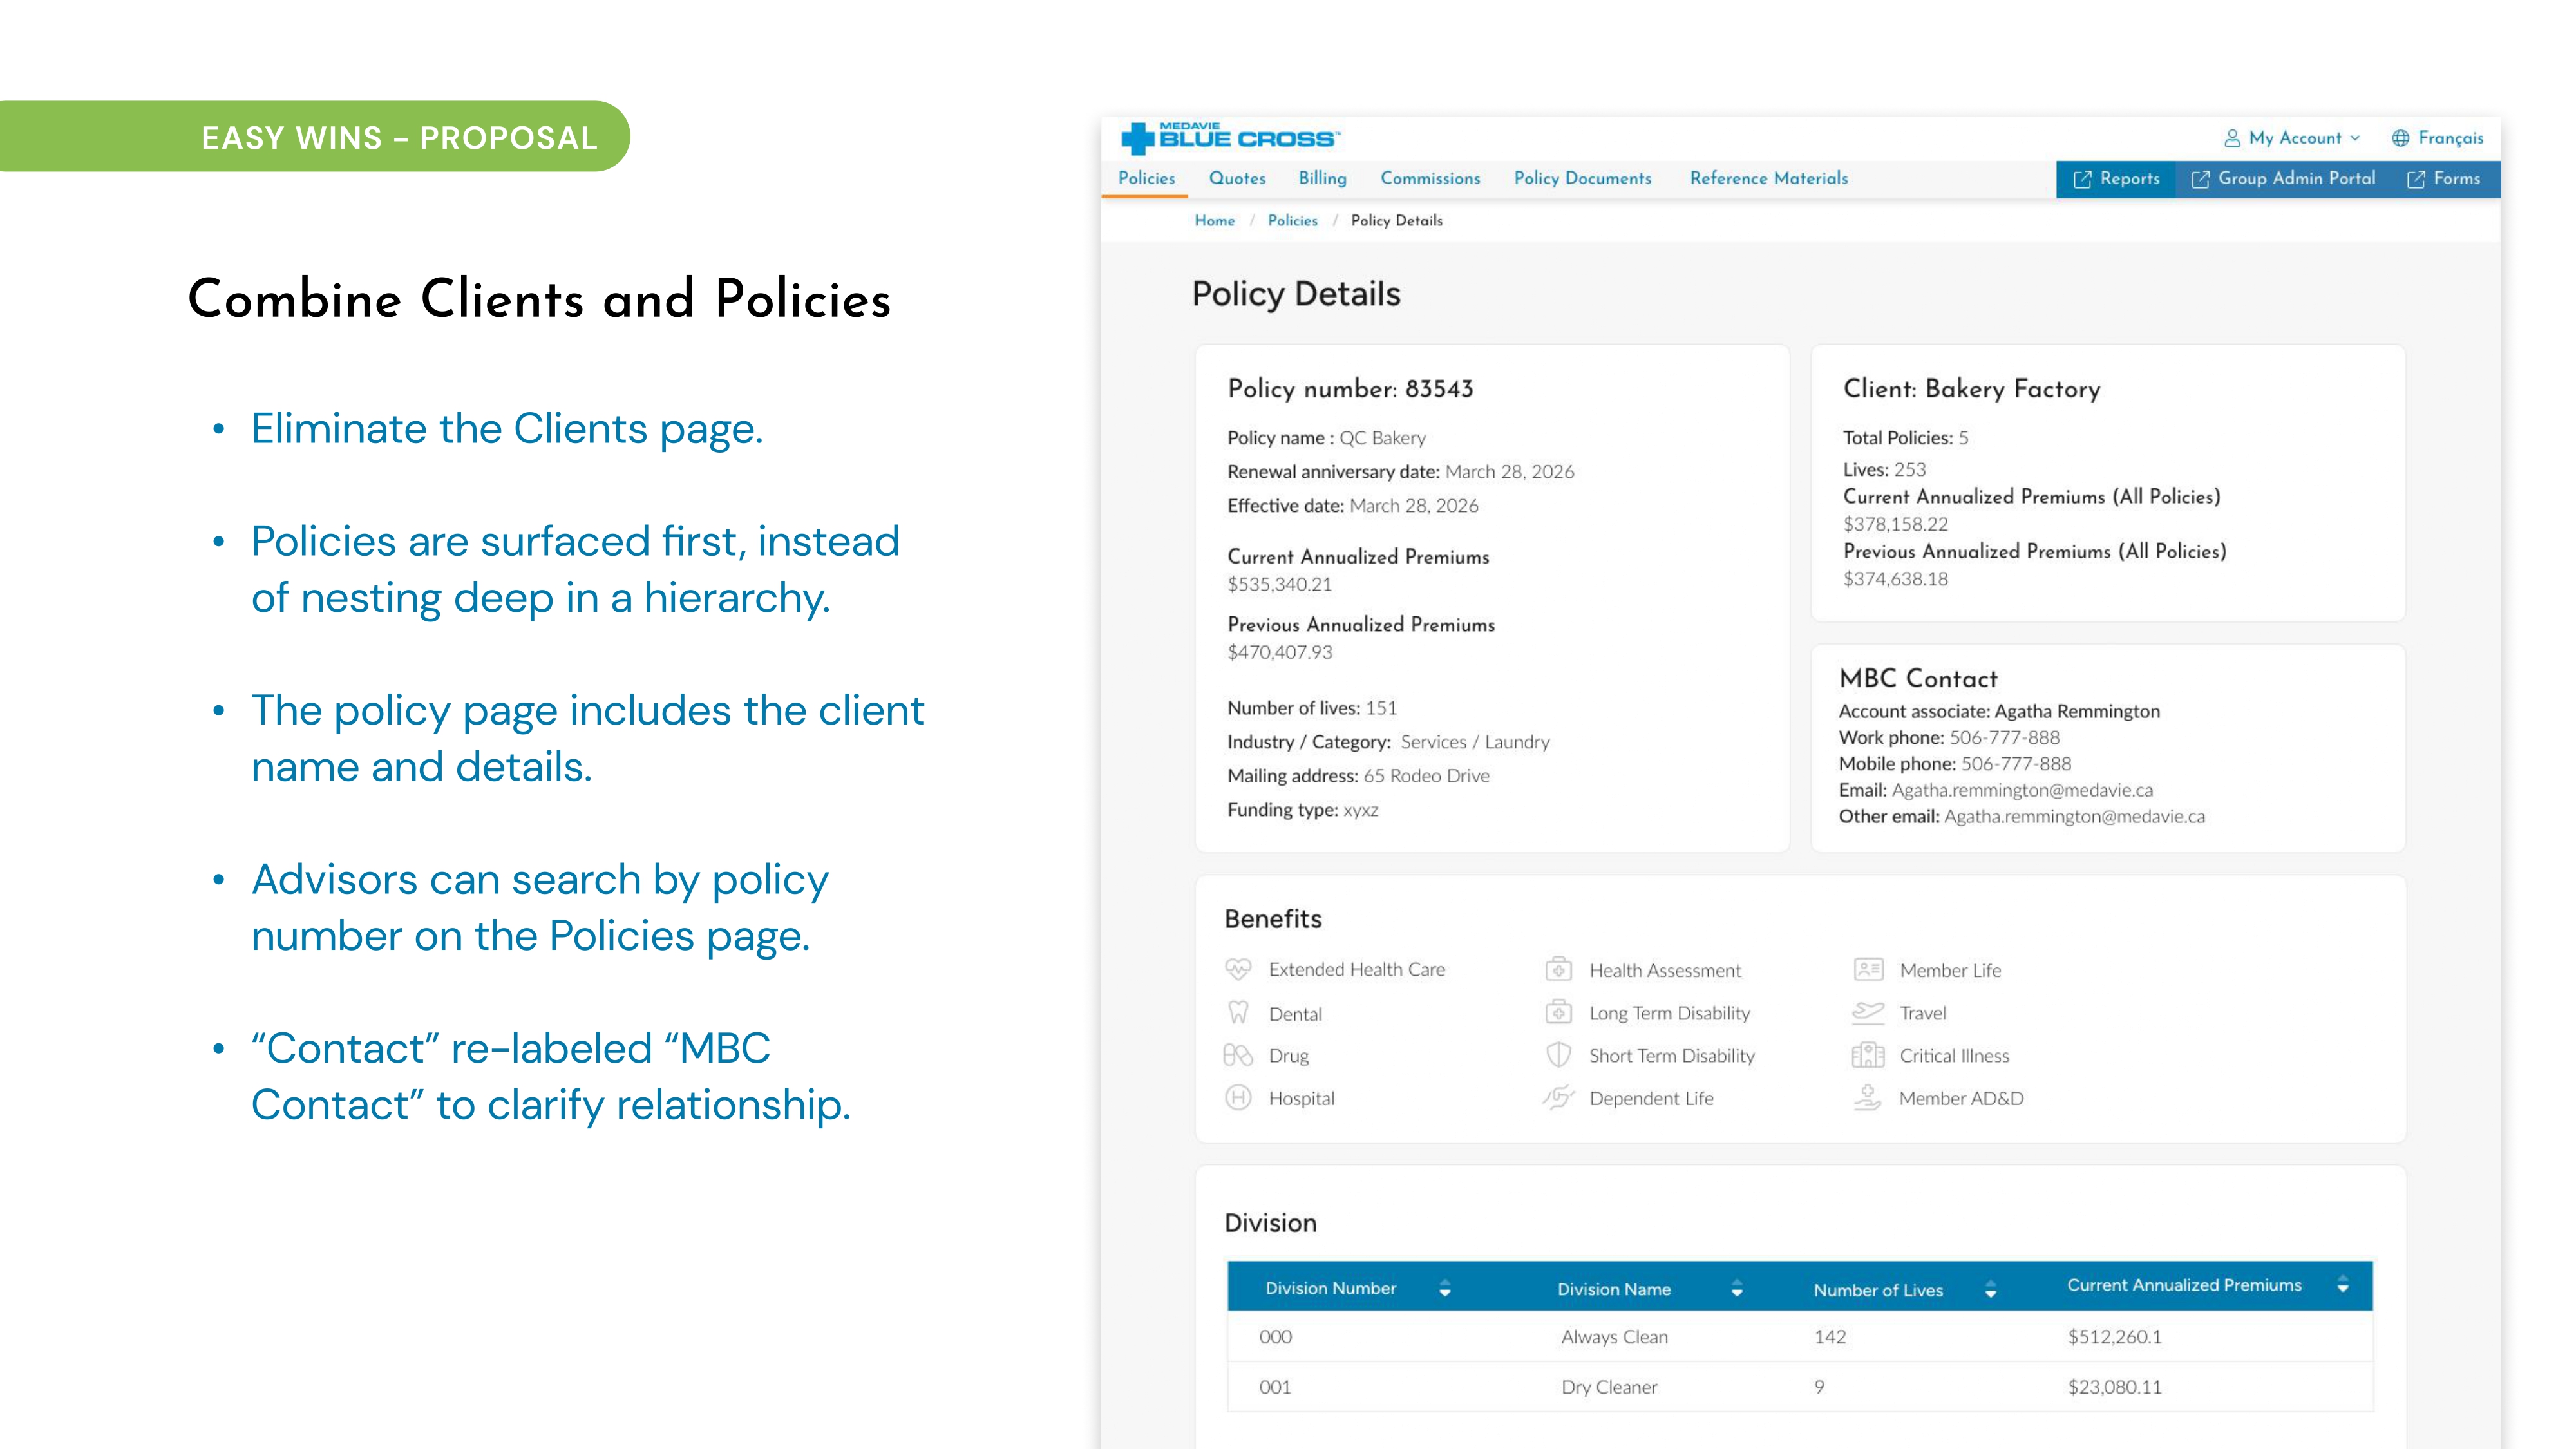 EASY WINS – PROPOSAL
Combine Clients and Policies
• Eliminate the Clients page.
• Policies are surfaced first, instead
of nesting deep in a hierarchy.
• The policy page includes the client
name and details.
• Advisors can search by policy
number on the Policies page.
• “Contact” re-labeled “MBC
Contact” to clarify relationship.
MEDAVIE
BLUE CROSS™
My Account
Français
Policies Quotes Billing Commissions Policy Documents Reference Materials
Reports Group Admin Portal Forms
Home / Policies / Policy Details
Policy Details
Policy number: 83543
Policy name : QC Bakery
Renewal anniversary date: March 28, 2026
Effective date: March 28, 2026
Current Annualized Premiums
$535,340.21
Previous Annualized Premiums
$470,407.93
Number of lives: 151
Industry / Category: Services / Laundry
Mailing address: 65 Rodeo Drive
Funding type: xyxz
Client: Bakery Factory
Total Policies: 5
Lives: 253
Current Annualized Premiums (All Policies)
$378,158.22
Previous Annualized Premiums (All Policies)
$374,638.18
MBC Contact
Account associate: Agatha Remmington
Work phone: 506-777-888
Mobile phone: 506-777-888
Email: Agatha.remmington@medavie.ca
Other email: Agatha.remmington@medavie.ca
Benefits
Extended Health Care Health Assessment Member Life
Dental Long Term Disability Travel
Drug Short Term Disability Critical Illness
H Hospital Dependent Life Member AD&D
Division
Division Number Division Name Number of Lives Current Annualized Premiums
000 Always Clean 142 $512,260.1
001 Dry Cleaner 9 $23,080.11